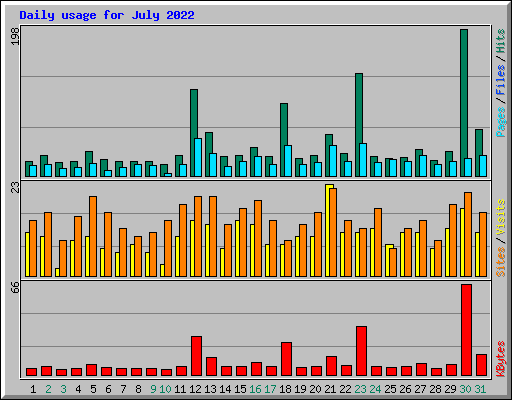 Daily usage for July 2022
198
Pages / Files / Hits
23
Sites / Visits
66
KBytes
1 2 3 4 5 6 7 8 9 10 11 12 13 14 15 16 17 18 19 20 21 22 23 24 25 26 27 28 29 30 31